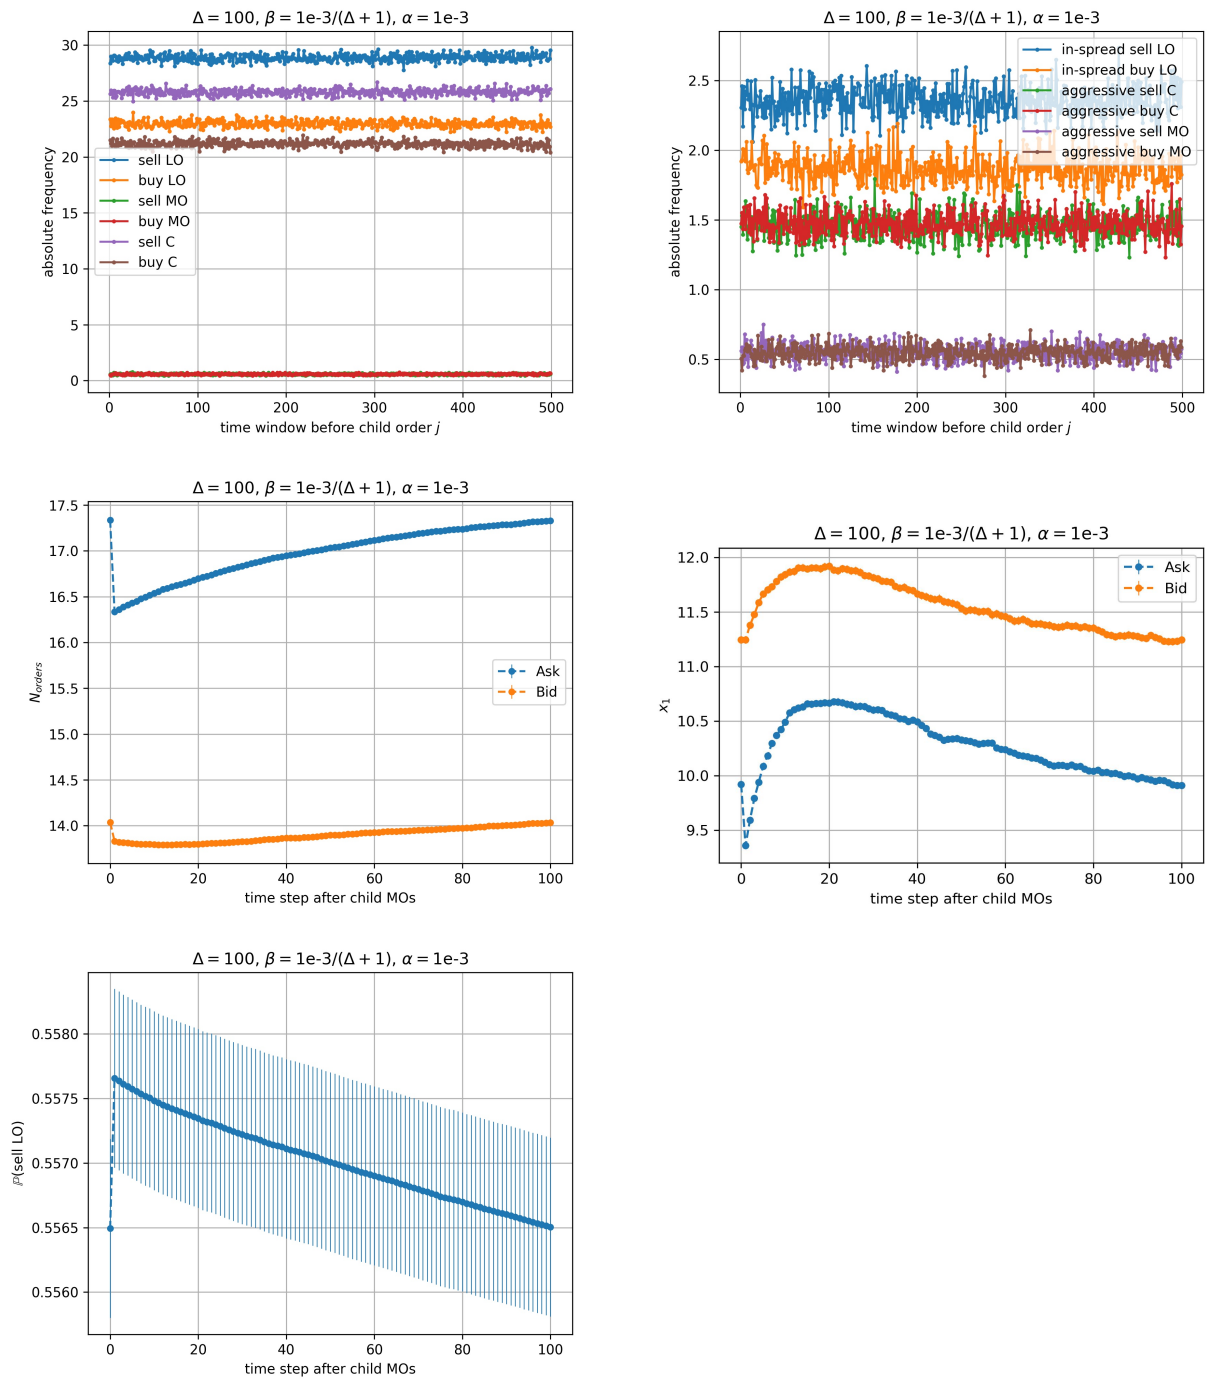 Δ = 100, β = 1e-3/(Δ + 1), α = 1e-3
30
25
20
15
10
5
0
absolute frequency
sell LO
buy LO
sell MO
buy MO
sell C
buy C
0 100 200 300 400 500
time window before child order j
Δ = 100, β = 1e-3/(Δ + 1), α = 1e-3
2.5
2.0
1.5
1.0
0.5
absolute frequency
in-spread sell LO
in-spread buy LO
aggressive sell C
aggressive buy C
aggressive sell MO
aggressive buy MO
0 100 200 300 400 500
time window before child order j
Δ = 100, β = 1e-3/(Δ + 1), α = 1e-3
17.5
17.0
16.5
16.0
15.5
15.0
14.5
14.0
N_orders
Ask
Bid
0 20 40 60 80 100
time step after child MOs
Δ = 100, β = 1e-3/(Δ + 1), α = 1e-3
12.0
11.5
11.0
10.5
10.0
9.5
x₁
Ask
Bid
0 20 40 60 80 100
time step after child MOs
Δ = 100, β = 1e-3/(Δ + 1), α = 1e-3
0.5580
0.5575
0.5570
0.5565
0.5560
ℙ(sell LO)
0 20 40 60 80 100
time step after child MOs